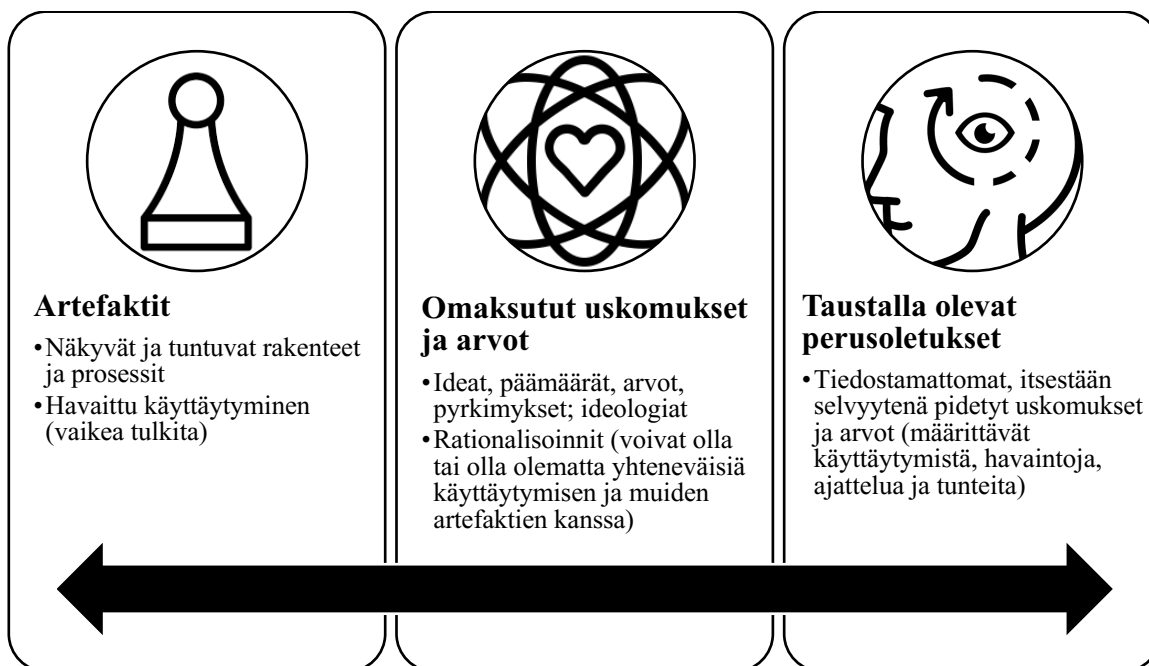 Artefaktit
•Näkyvät ja tuntuvat rakenteet
ja prosessit
•Havaittu käyttäytyminen
(vaikea tulkita)
Omaksutut uskomukset
ja arvot
•Ideat, päämäärät, arvot,
pyrkimykset; ideologiat
•Rationalisoinnit (voivat olla
tai olla olematta yhteneväisiä
käyttäytymisen ja muiden
artefaktien kanssa)
Taustalla olevat
perusoletukset
•Tiedostamattomat, itsestään
selvyytenä pidetyt uskomukset
ja arvot (määrittävät
käyttäytymistä, havaintoja,
ajattelua ja tunteita)